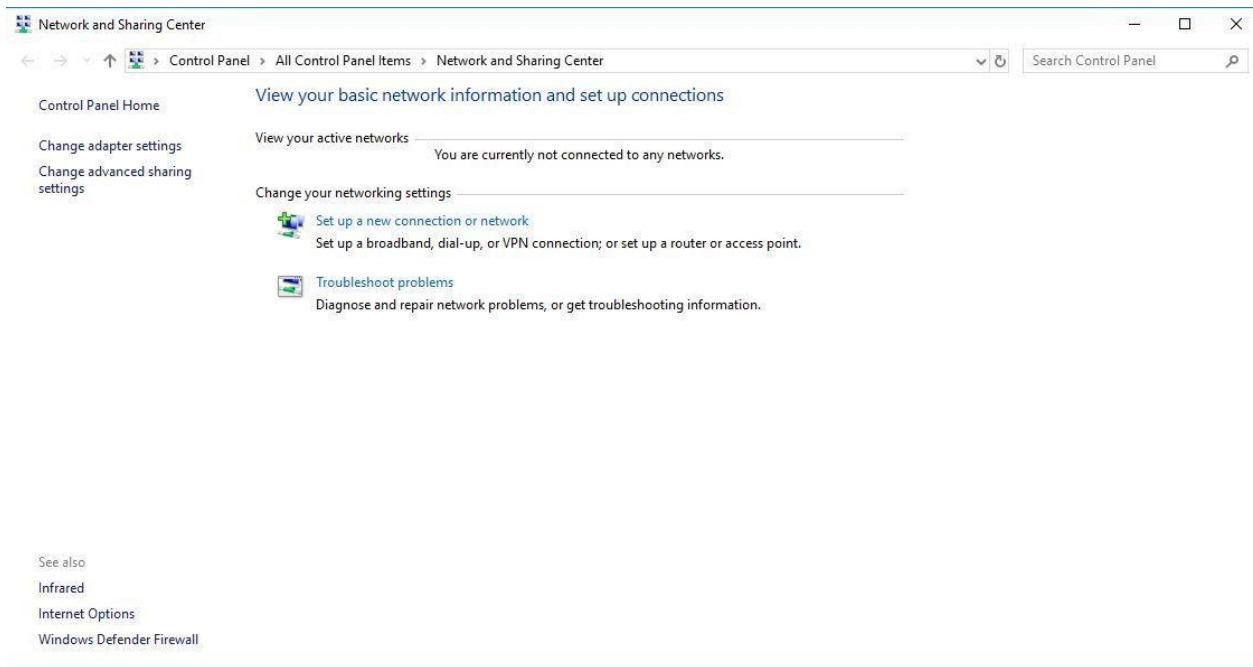 Network and Sharing Center
Control Panel > All Control Panel Items > Network and Sharing Center
Search Control Panel
Control Panel Home
Change adapter settings
Change advanced sharing
settings
View your basic network information and set up connections
View your active networks
You are currently not connected to any networks.
Change your networking settings
Set up a new connection or network
Set up a broadband, dial-up, or VPN connection; or set up a router or access point.
Troubleshoot problems
Diagnose and repair network problems, or get troubleshooting information.
See also
Infrared
Internet Options
Windows Defender Firewall